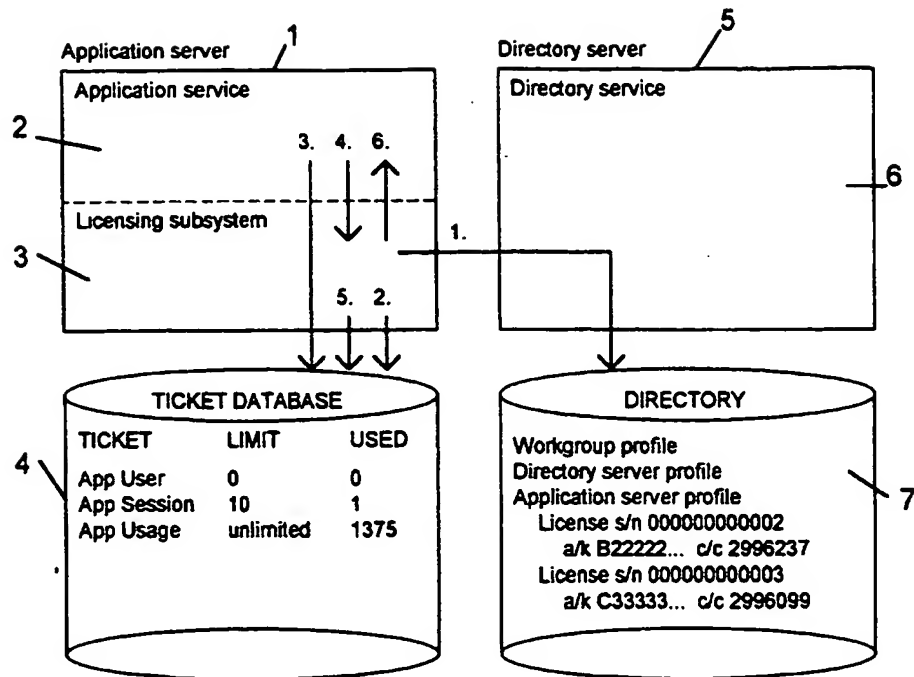 Application server
1
Application service
2
3. 4. 6.
Licensing subsystem
3
1.
5. 2.
Directory server
5
Directory service
6
TICKET DATABASE
TICKET LIMIT USED
App User 0 0
App Session 10 1
App Usage unlimited 1375
4
DIRECTORY
Workgroup profile
Directory server profile
Application server profile
License s/n 000000000002
a/k B22222... c/c 2996237
License s/n 000000000003
a/k C33333... c/c 2996099
7